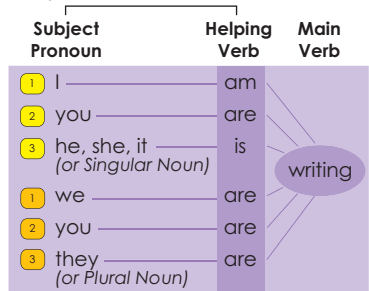 Subject Pronoun Helping Verb Main Verb
1 I am
2 you are
3 he, she, it is
(or Singular Noun)
writing
1 we are
2 you are
3 they are
(or Plural Noun)